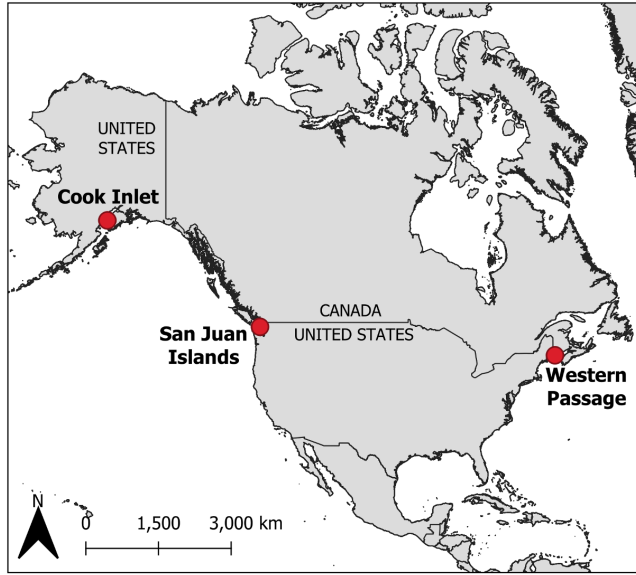 UNITED
STATES
Cook Inlet
CANADA
San Juan
Islands
UNITED STATES
Western
Passage
N
0 1,500 3,000 km